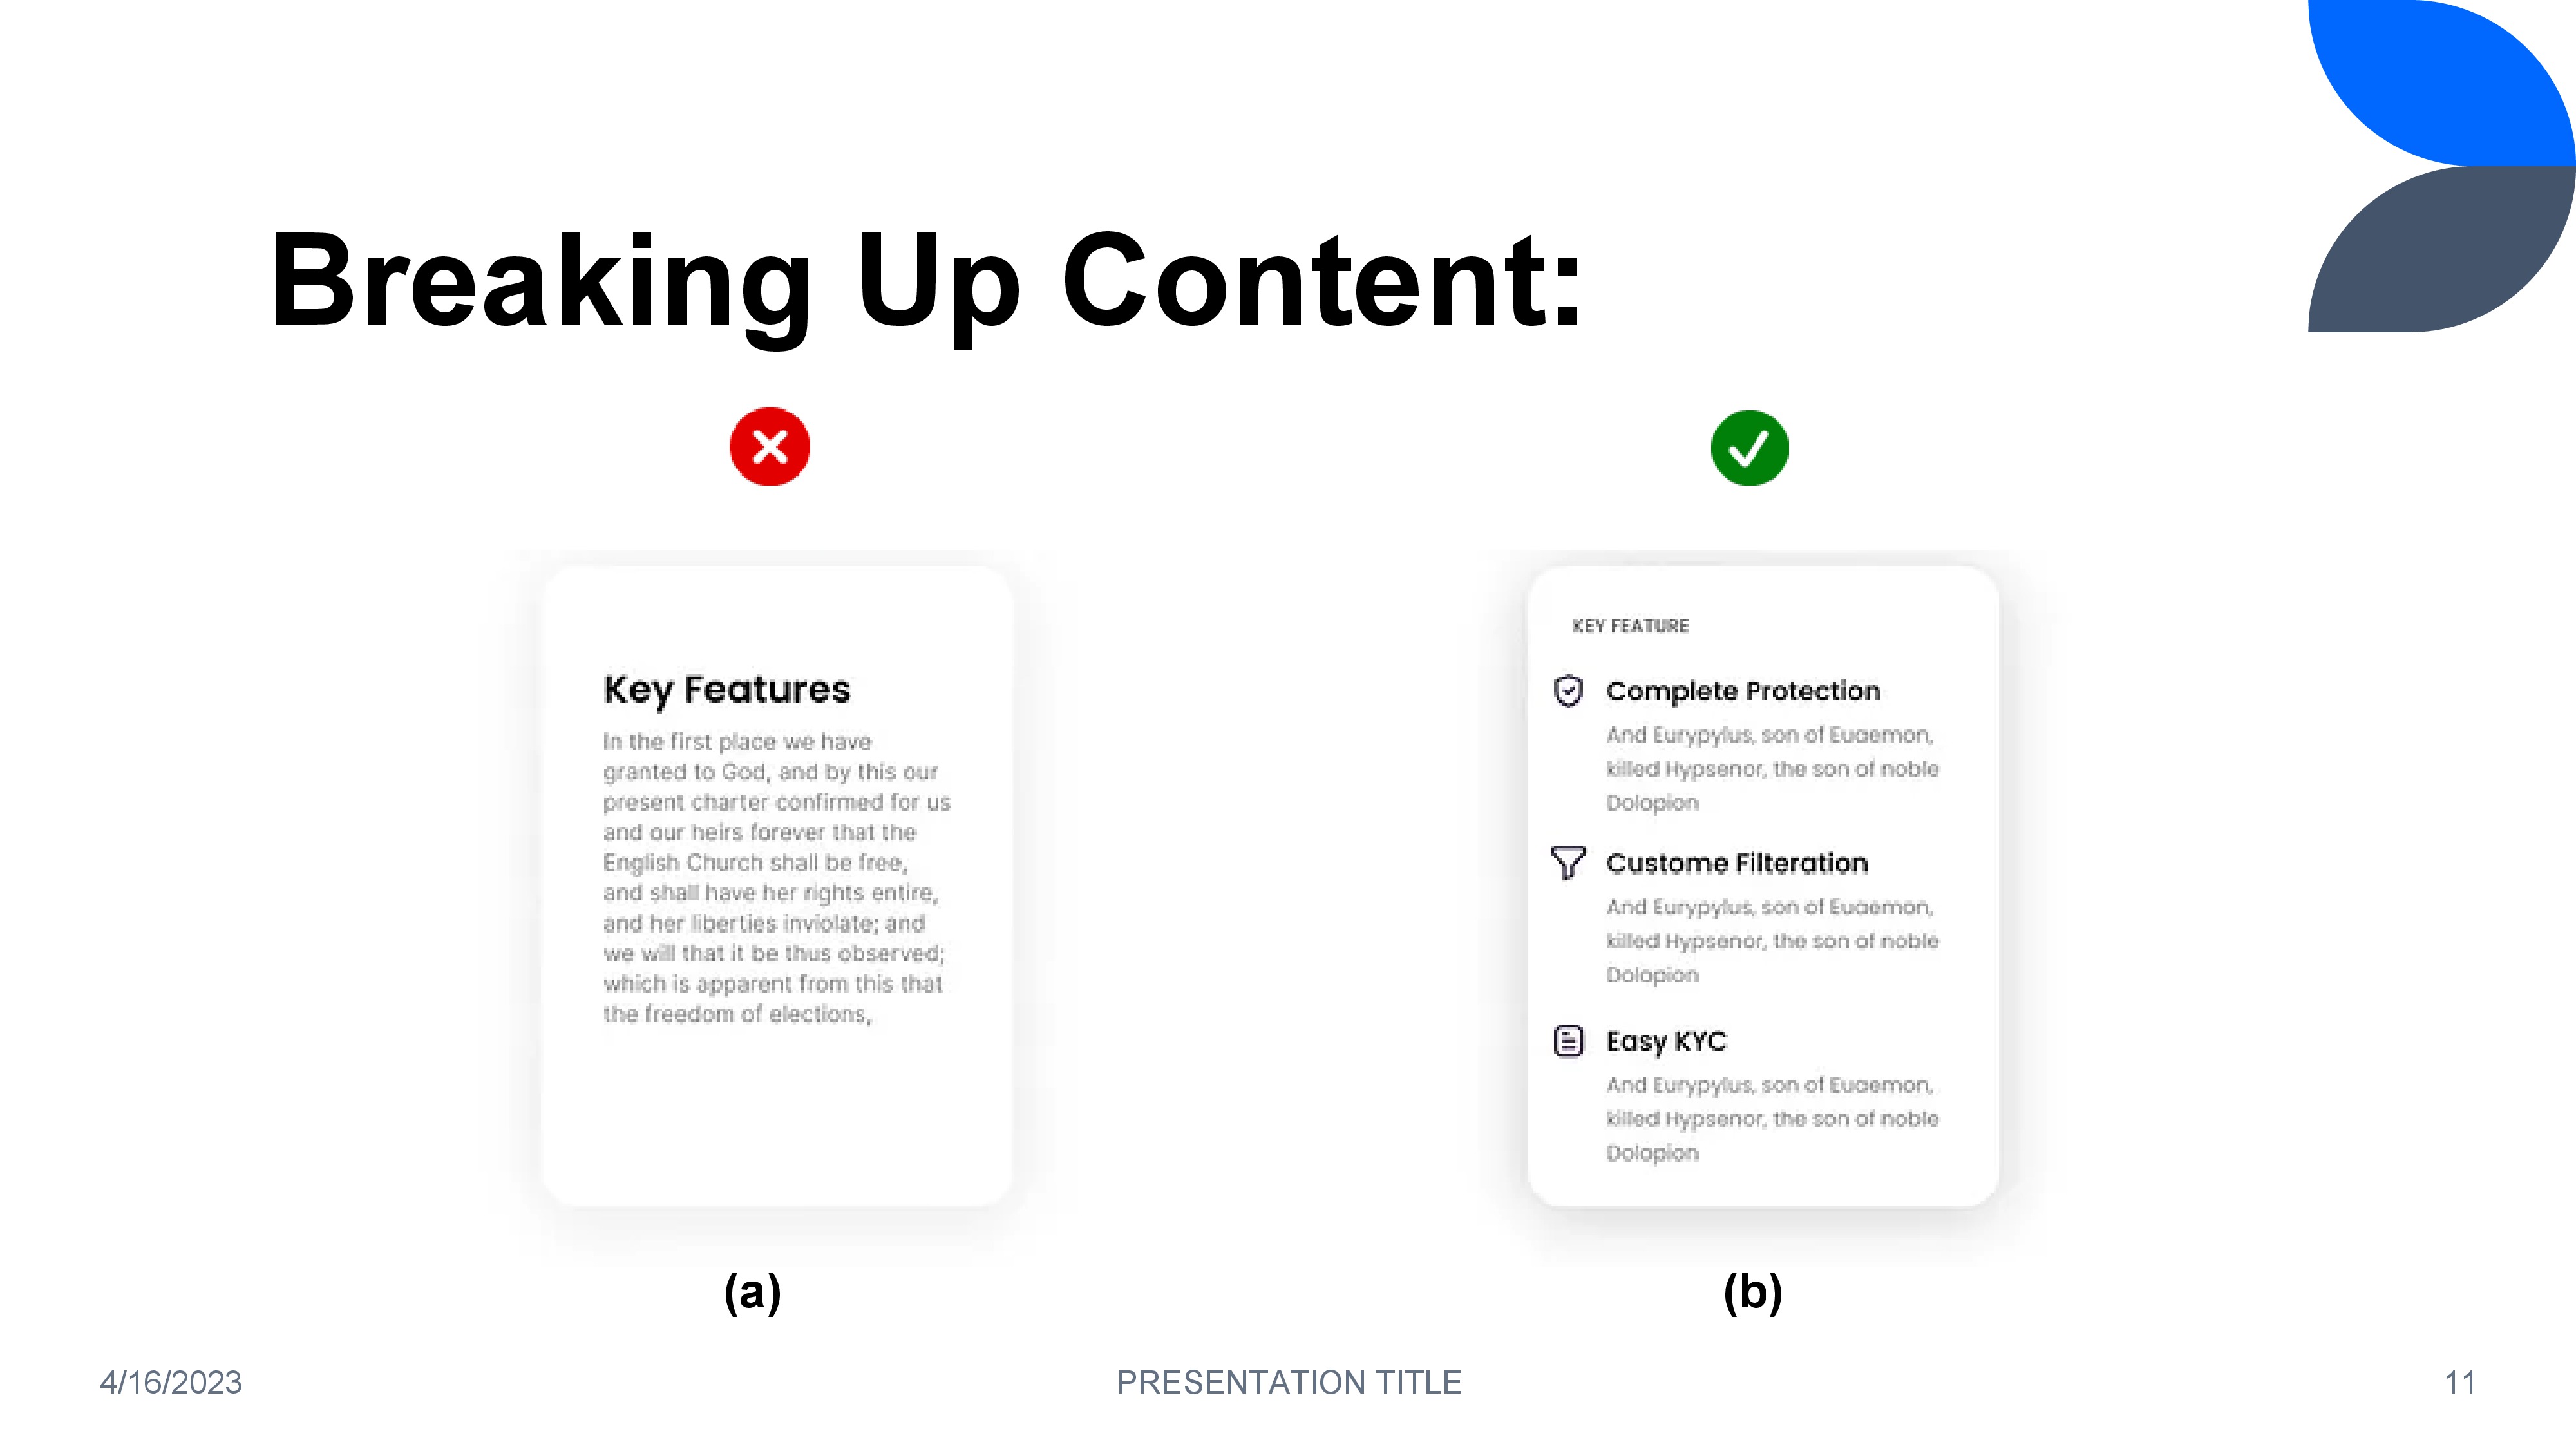 Breaking Up Content:
Key Features
In the first place we have
granted to God, and by this our
present charter confirmed for us
and our heirs forever that the
English Church shall be free,
and shall have her rights entire,
and her liberties inviolate; and
we will that it be thus observed;
which is apparent from this that
the freedom of elections,
(a)
KEY FEATURE
Complete Protection
And Eurypylus, son of Euaemon,
killed Hypsenor, the son of noble
Dolopion
Custome Filteration
And Eurypylus, son of Euaemon,
killed Hypsenor, the son of noble
Dolopion
Easy KYC
And Eurypylus, son of Euaemon,
killed Hypsenor, the son of noble
Dolopion
(b)
4/16/2023
PRESENTATION TITLE
11